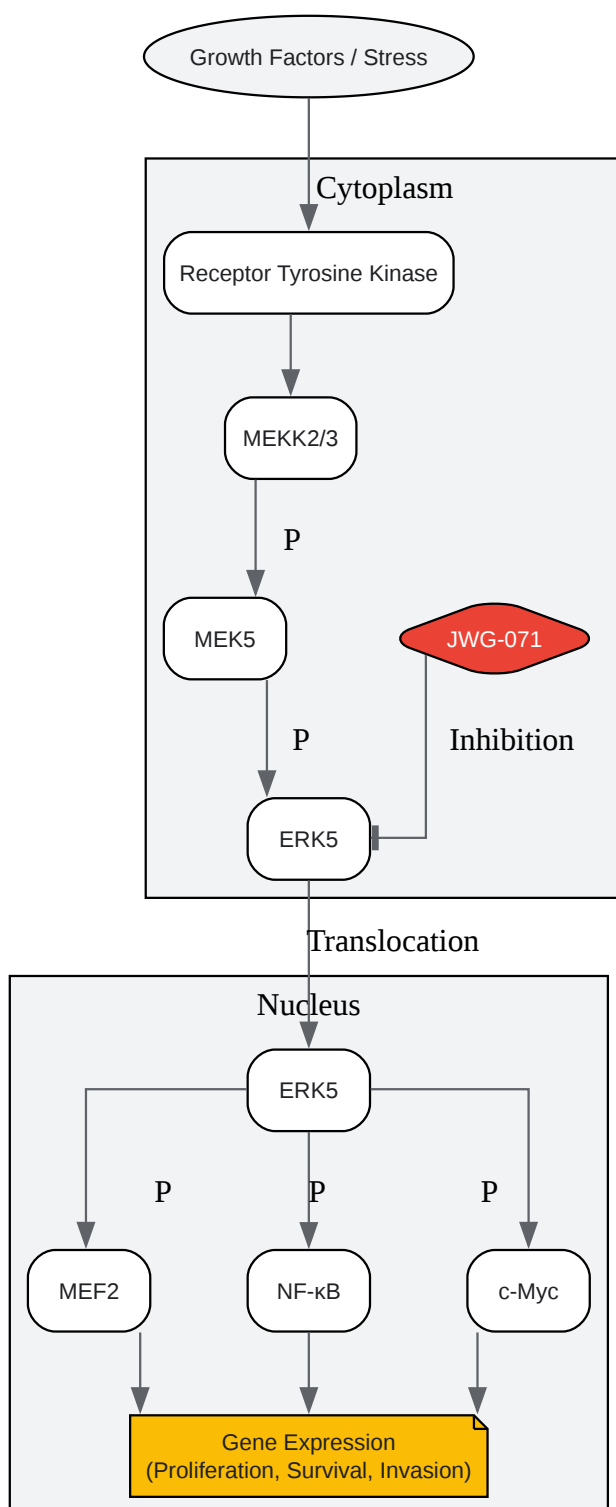 Growth Factors / Stress
Cytoplasm
Receptor Tyrosine Kinase
MEKK2/3
P
MEK5
JWG-071
P
Inhibition
ERK5
Translocation
Nucleus
ERK5
P
P
P
MEF2
NF-κB
c-Myc
Gene Expression
(Proliferation, Survival, Invasion)